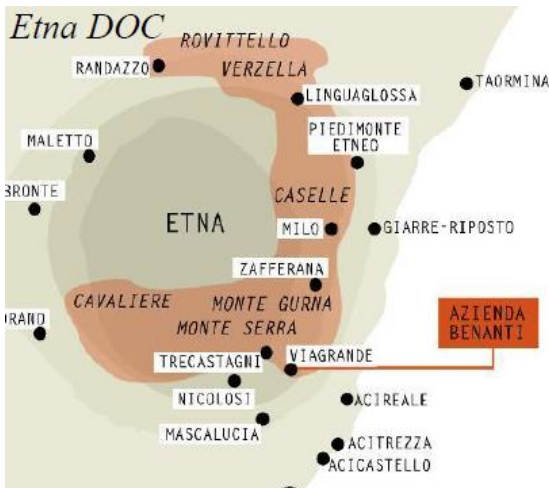 Etna DOC
ROVITTELLO
RANDAZZO
VERZELLA
TAORMINA
LINGUAGLOSSA
PIEDIMONTE
ETNEO
MALETTO
BRONTE
CASELLE
ETNA
MILO
GIARRE-RIPOSTO
ZAFFERANA
CAVALIERE
MONTE GURNA
AZIENDA
BENANTI
MONTE SERRA
DRANO
TRECASTAGNI
VIAGRANDE
NICOLOSI
ACIREALE
MASCALUCIA
ACITREZZA
ACICASTELLO